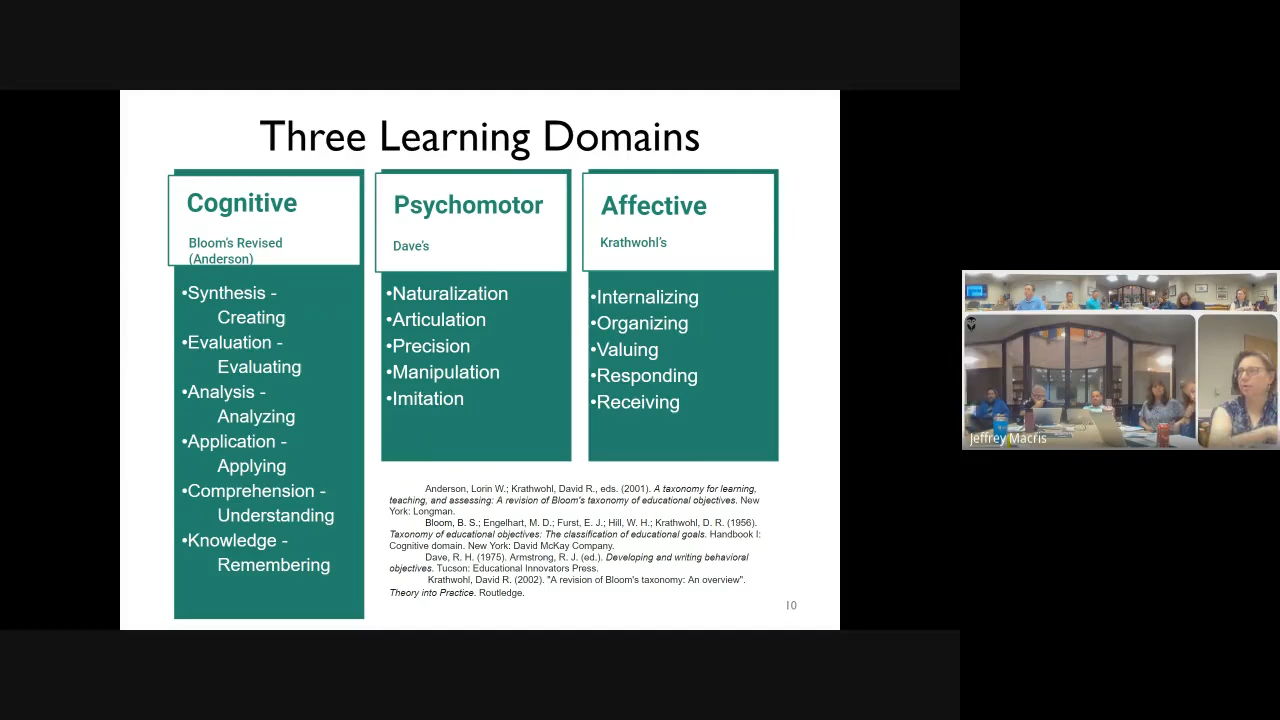 Three Learning Domains
Cognitive
Bloom's Revised
(Anderson)
•Synthesis -
Creating
•Evaluation -
Evaluating
•Analysis -
Analyzing
•Application -
Applying
•Comprehension -
Understanding
•Knowledge -
Remembering
Psychomotor
Dave's
•Naturalization
•Articulation
•Precision
•Manipulation
•Imitation
Affective
Krathwohl's
•Internalizing
•Organizing
•Valuing
•Responding
•Receiving
Anderson, Lorin W.; Krathwohl, David R., eds. (2001). A taxonomy for learning,
teaching, and assessing: A revision of Bloom's taxonomy of educational objectives. New
York: Longman.
Bloom, B. S.; Engelhart, M. D.; Furst, E. J.; Hill, W. H.; Krathwohl, D. R. (1956).
Taxonomy of educational objectives: The classification of educational goals. Handbook I:
Cognitive domain. New York: David McKay Company.
Dave, R. H. (1975). Armstrong, R. J. (ed.). Developing and writing behavioral
objectives. Tucson: Educational Innovators Press.
Krathwohl, David R. (2002). "A revision of Bloom's taxonomy: An overview".
Theory into Practice. Routledge.
10
Jeffrey Macris